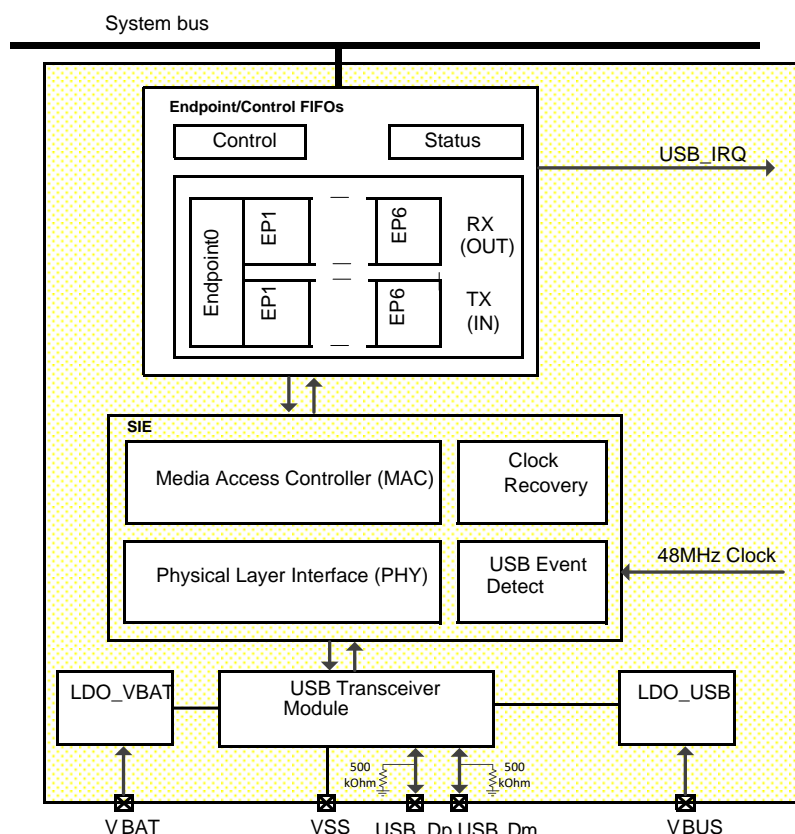 System bus
Endpoint/Control FIFOs
Control
Status
USB_IRQ
Endpoint0
EP1
EP6
RX
(OUT)
EP1
EP6
TX
(IN)
SIE
Media Access Controller (MAC)
Clock
Recovery
Physical Layer Interface (PHY)
USB Event
Detect
48MHz Clock
LDO_VBAT
USB Transceiver
Module
LDO_USB
500
kOhm
500
kOhm
VBAT
VSS
USB_Dp
USB_Dm
VBUS